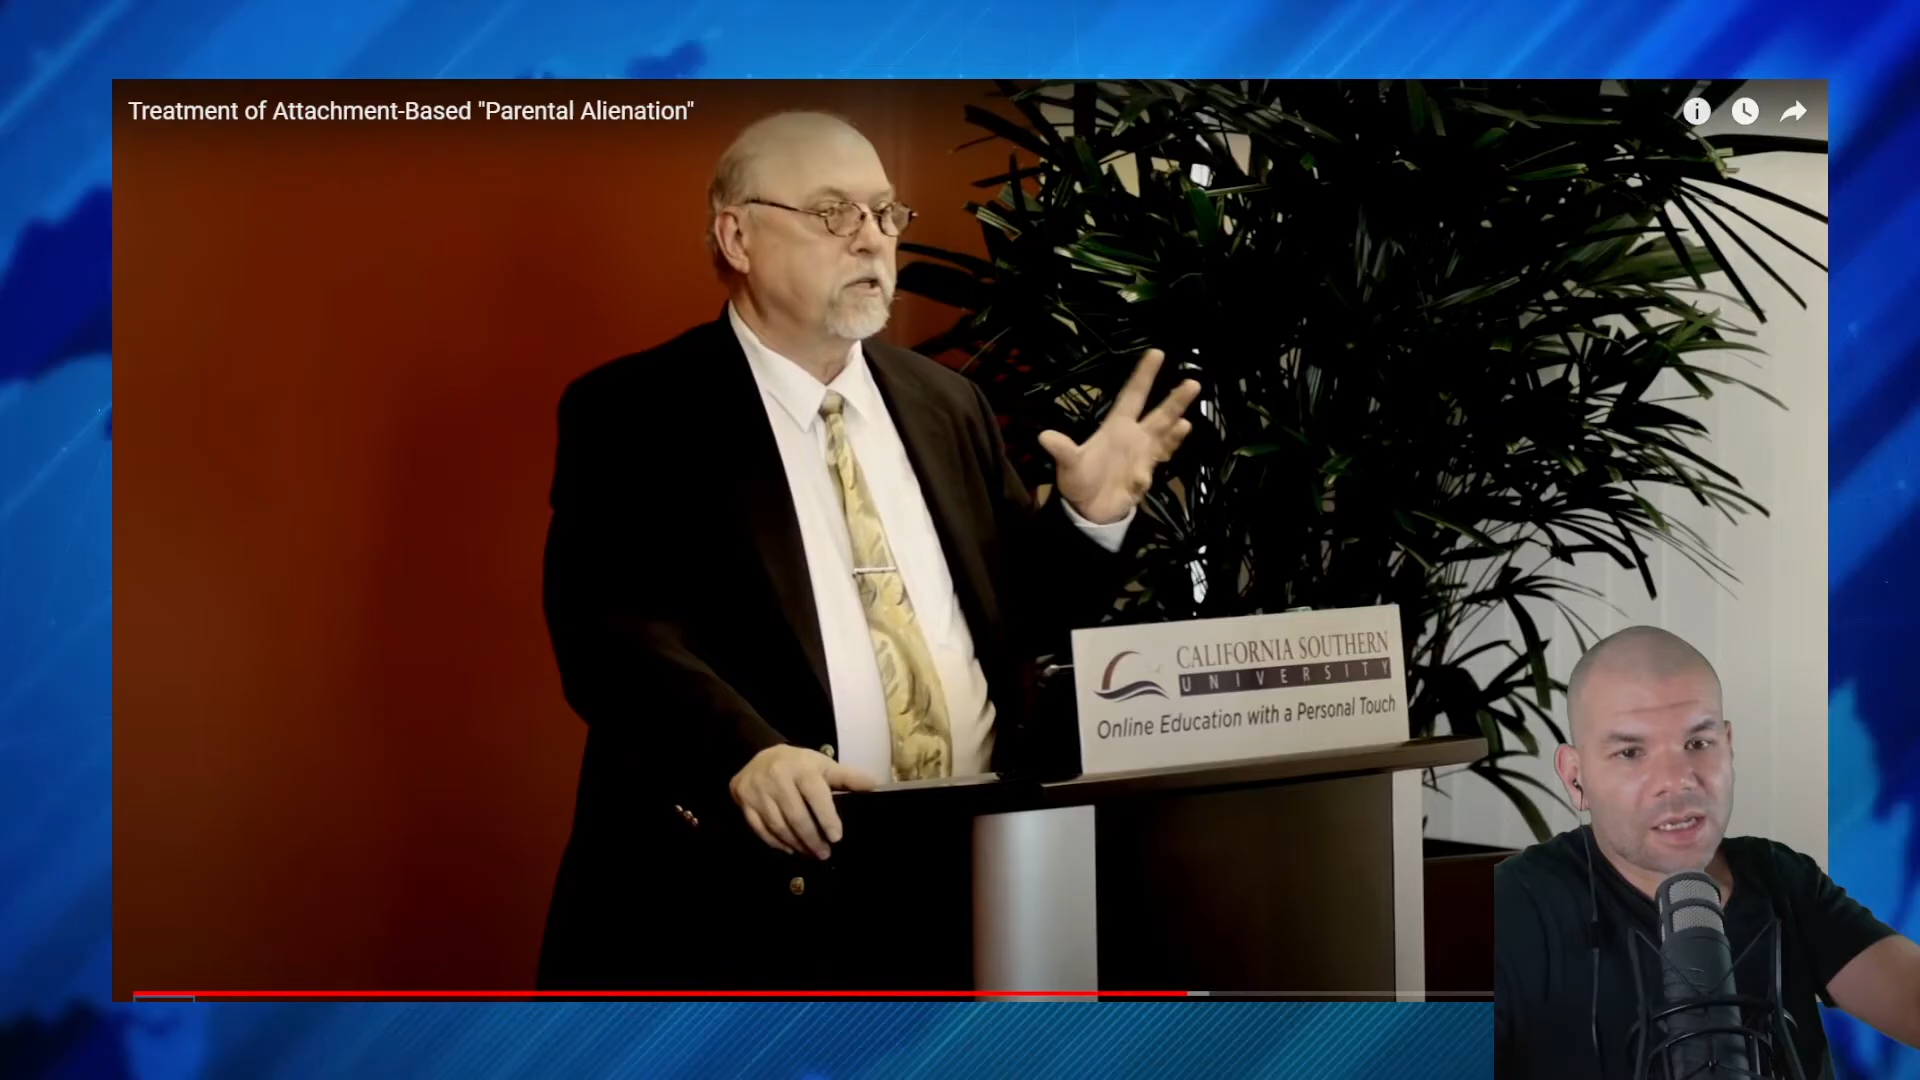 Treatment of Attachment-Based "Parental Alienation"
CALIFORNIA SOUTHERN
UNIVERSITY
Online Education with a Personal Touch